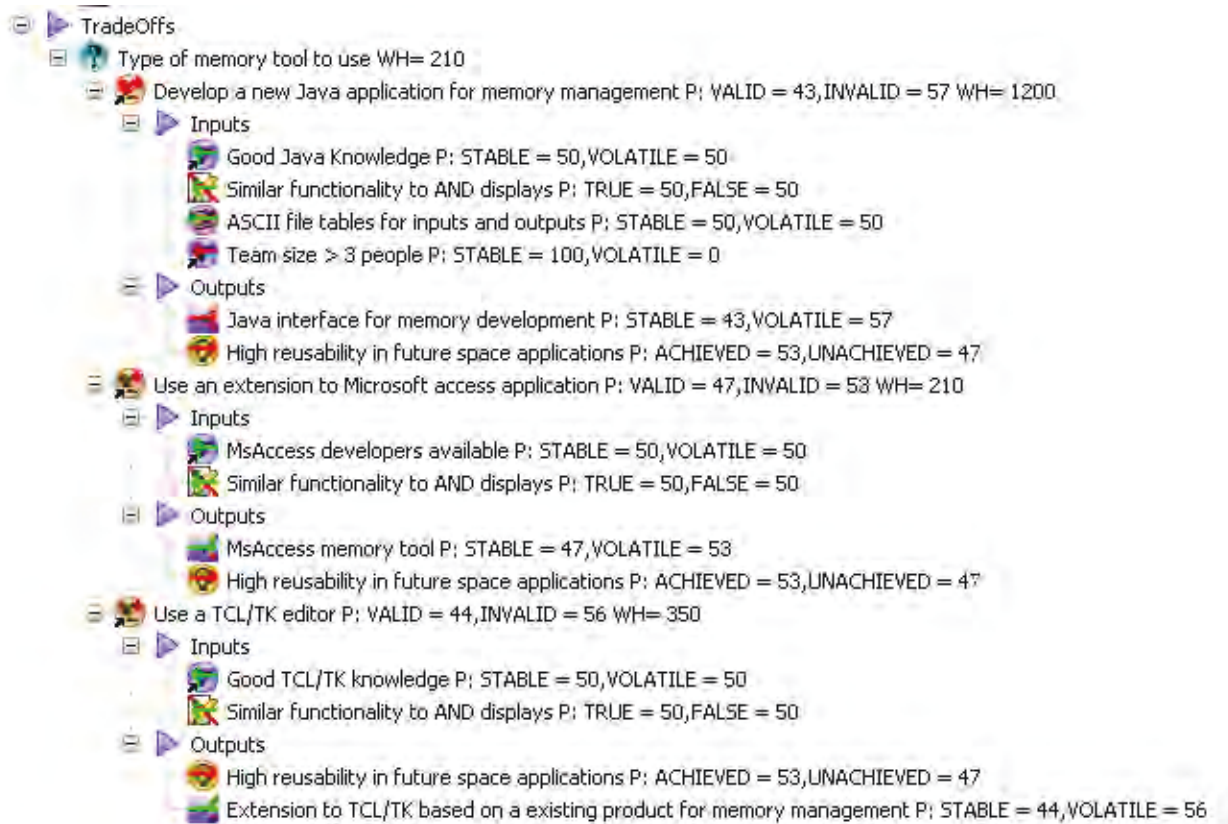 TradeOffs
Type of memory tool to use WH= 210
Develop a new Java application for memory management P: VALID = 43,INVALID = 57 WH= 1200
Inputs
Good Java Knowledge P: STABLE = 50,VOLATILE = 50
Similar functionality to AND displays P: TRUE = 50,FALSE = 50
ASCII file tables for inputs and outputs P: STABLE = 50,VOLATILE = 50
Team size > 3 people P: STABLE = 100,VOLATILE = 0
Outputs
Java interface for memory development P: STABLE = 43,VOLATILE = 57
High reusability in future space applications P: ACHIEVED = 53,UNACHIEVED = 47
Use an extension to Microsoft access application P: VALID = 47,INVALID = 53 WH= 210
Inputs
MsAccess developers available P: STABLE = 50,VOLATILE = 50
Similar functionality to AND displays P: TRUE = 50,FALSE = 50
Outputs
MsAccess memory tool P: STABLE = 47,VOLATILE = 53
High reusability in future space applications P: ACHIEVED = 53,UNACHIEVED = 47
Use a TCL/TK editor P: VALID = 44,INVALID = 56 WH= 350
Inputs
Good TCL/TK knowledge P: STABLE = 50,VOLATILE = 50
Similar functionality to AND displays P: TRUE = 50,FALSE = 50
Outputs
High reusability in future space applications P: ACHIEVED = 53,UNACHIEVED = 47
Extension to TCL/TK based on a existing product for memory management P: STABLE = 44,VOLATILE = 56